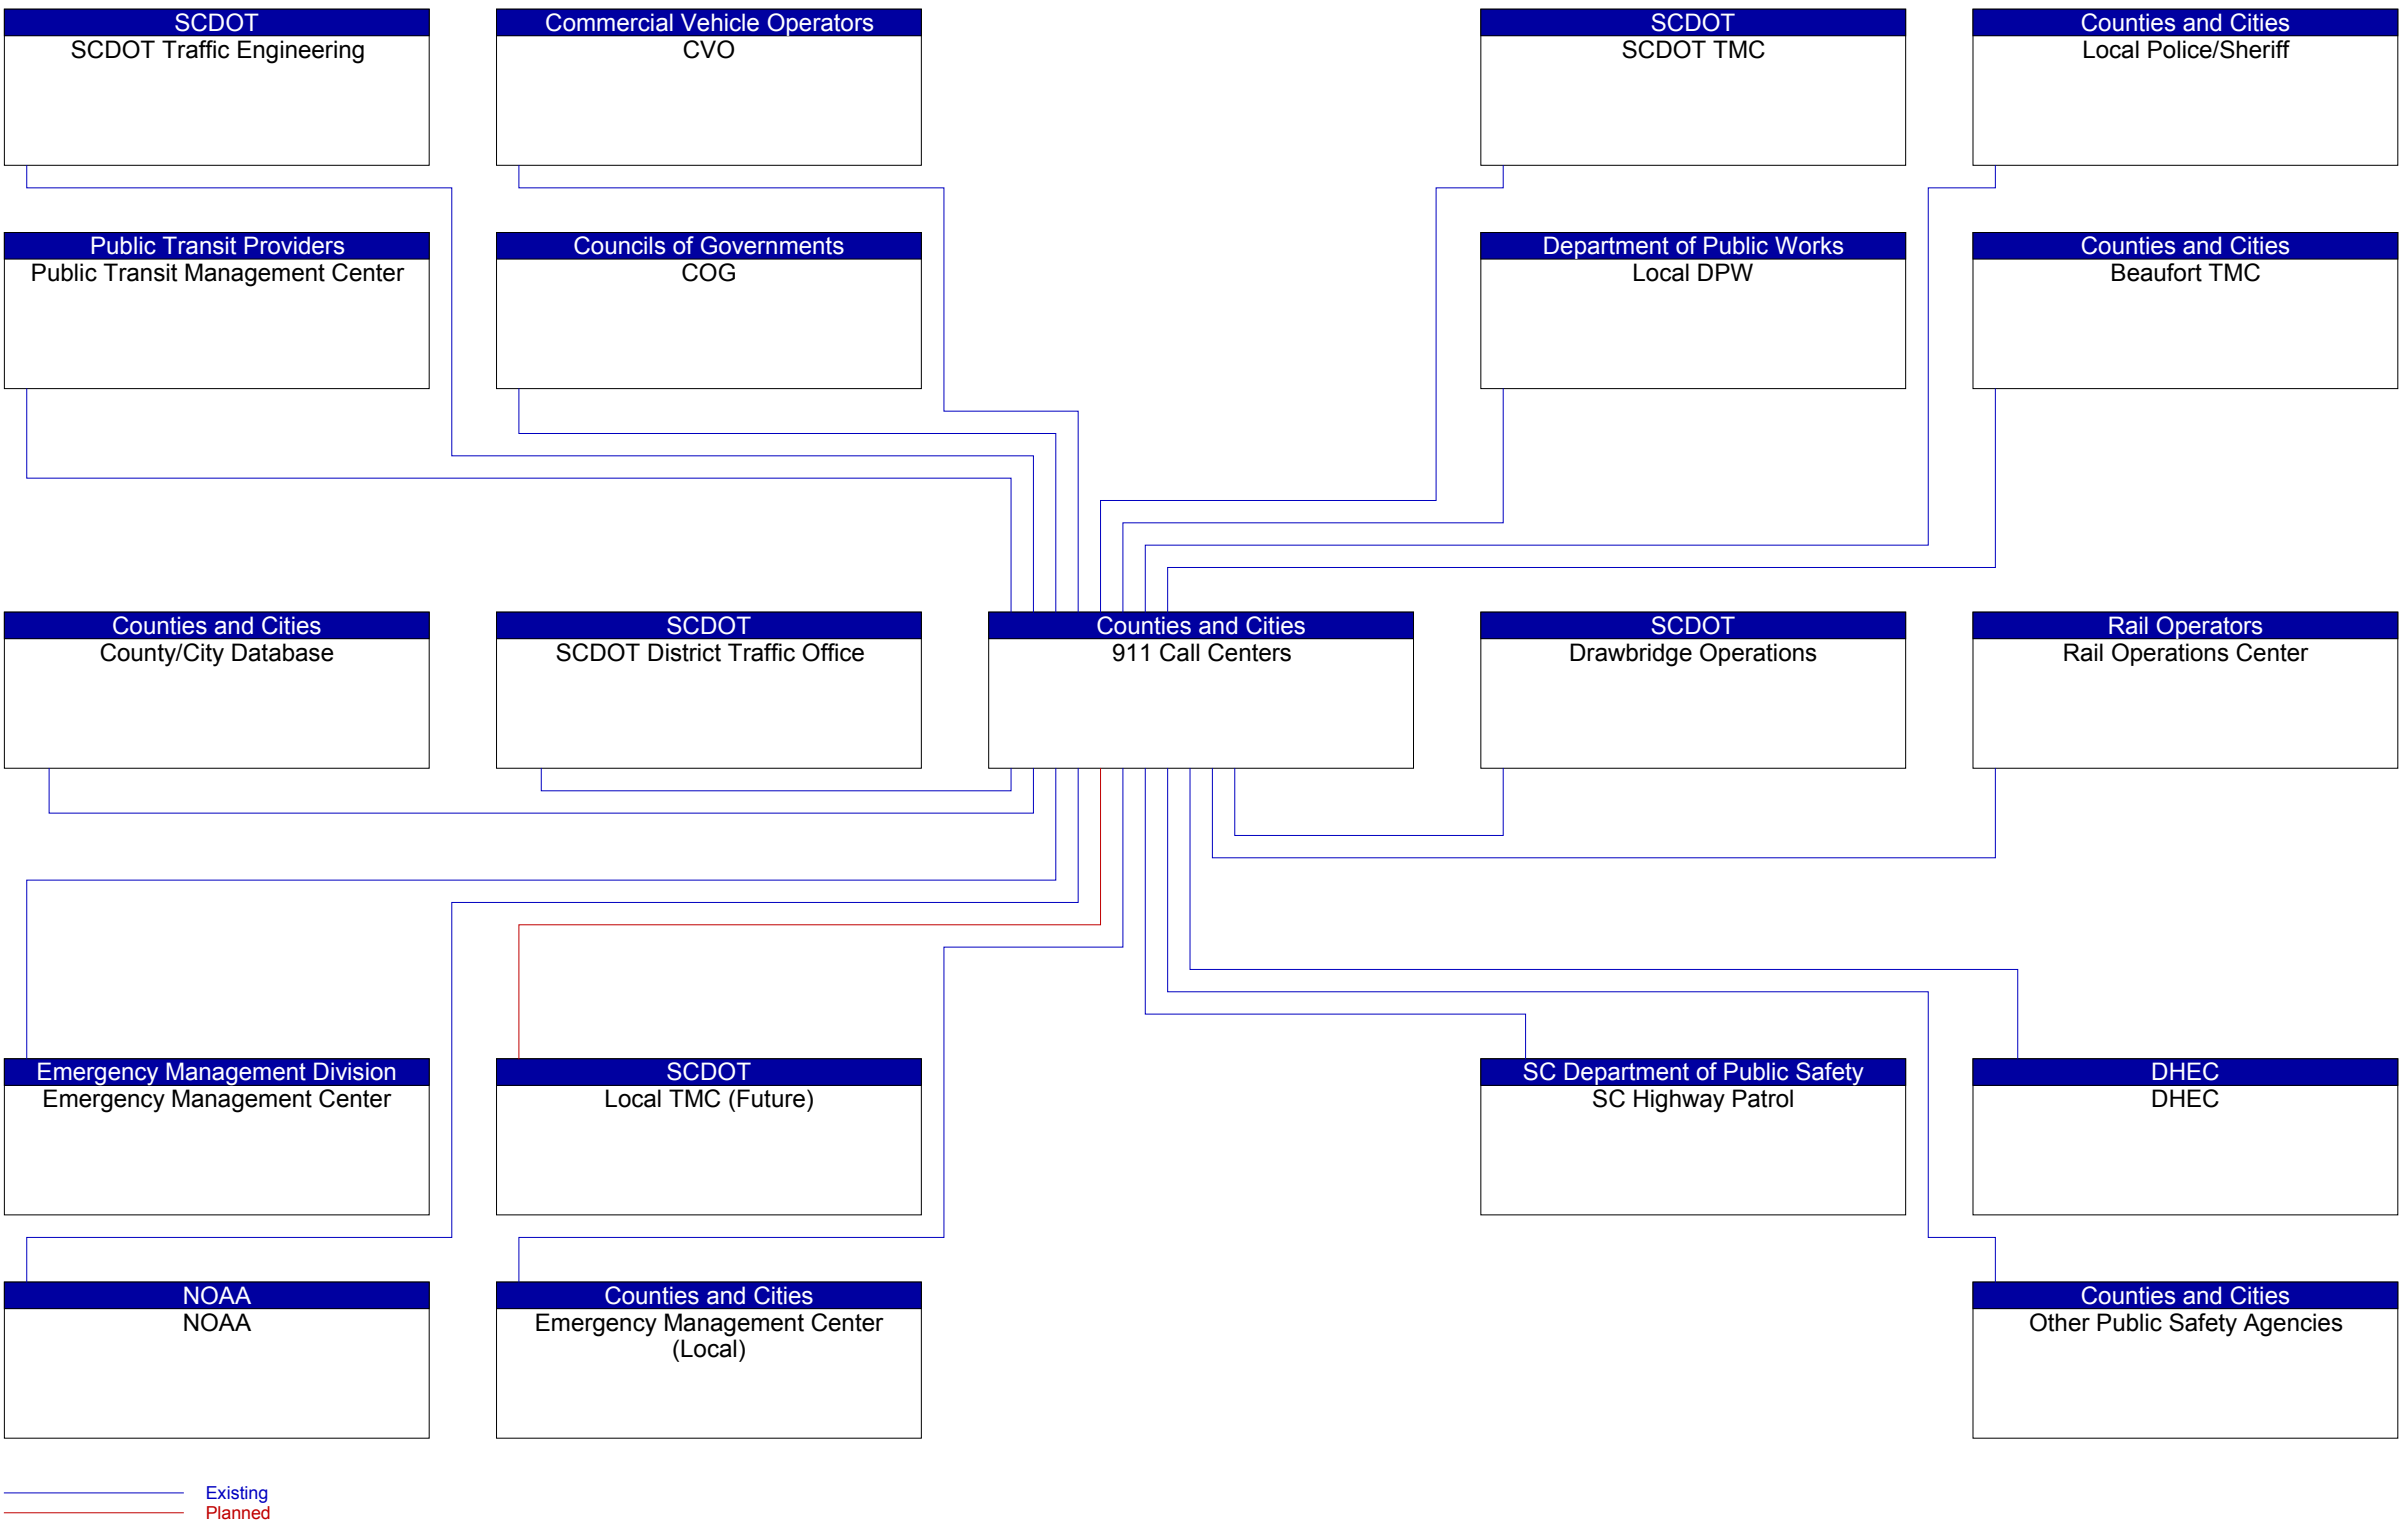 SCDOT
SCDOT Traffic Engineering
Commercial Vehicle Operators
CVO
SCDOT
SCDOT TMC
Counties and Cities
Local Police/Sheriff
Public Transit Providers
Public Transit Management Center
Councils of Governments
COG
Department of Public Works
Local DPW
Counties and Cities
Beaufort TMC
Counties and Cities
County/City Database
SCDOT
SCDOT District Traffic Office
Counties and Cities
911 Call Centers
SCDOT
Drawbridge Operations
Rail Operators
Rail Operations Center
Emergency Management Division
Emergency Management Center
SCDOT
Local TMC (Future)
SC Department of Public Safety
SC Highway Patrol
DHEC
DHEC
NOAA
NOAA
Counties and Cities
Emergency Management Center
(Local)
Counties and Cities
Other Public Safety Agencies
Existing
Planned